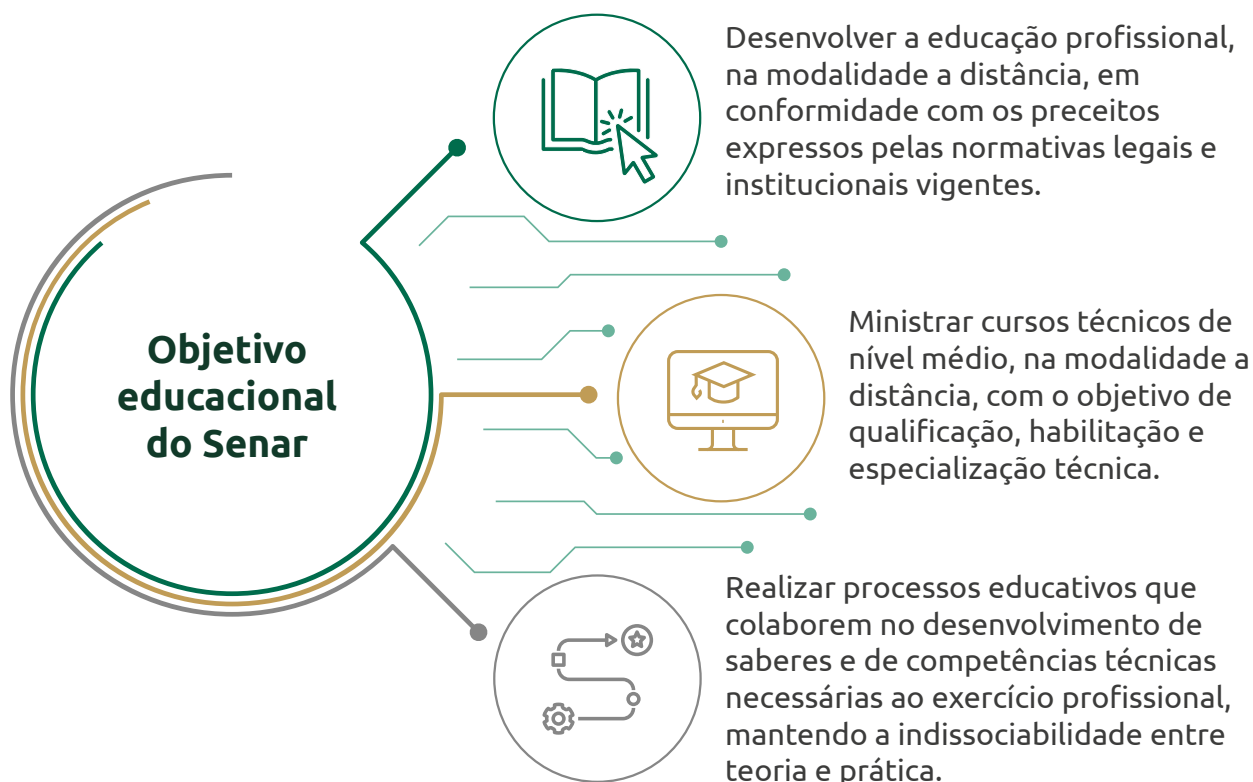 Objetivo
educacional
do Senar
Desenvolver a educação profissional,
na modalidade a distância, em
conformidade com os preceitos
expressos pelas normativas legais e
institucionais vigentes.
Ministrar cursos técnicos de
nível médio, na modalidade a
distância, com o objetivo de
qualificação, habilitação e
especialização técnica.
Realizar processos educativos que
colaborem no desenvolvimento de
saberes e de competências técnicas
necessárias ao exercício profissional,
mantendo a indissociabilidade entre
teoria e prática.